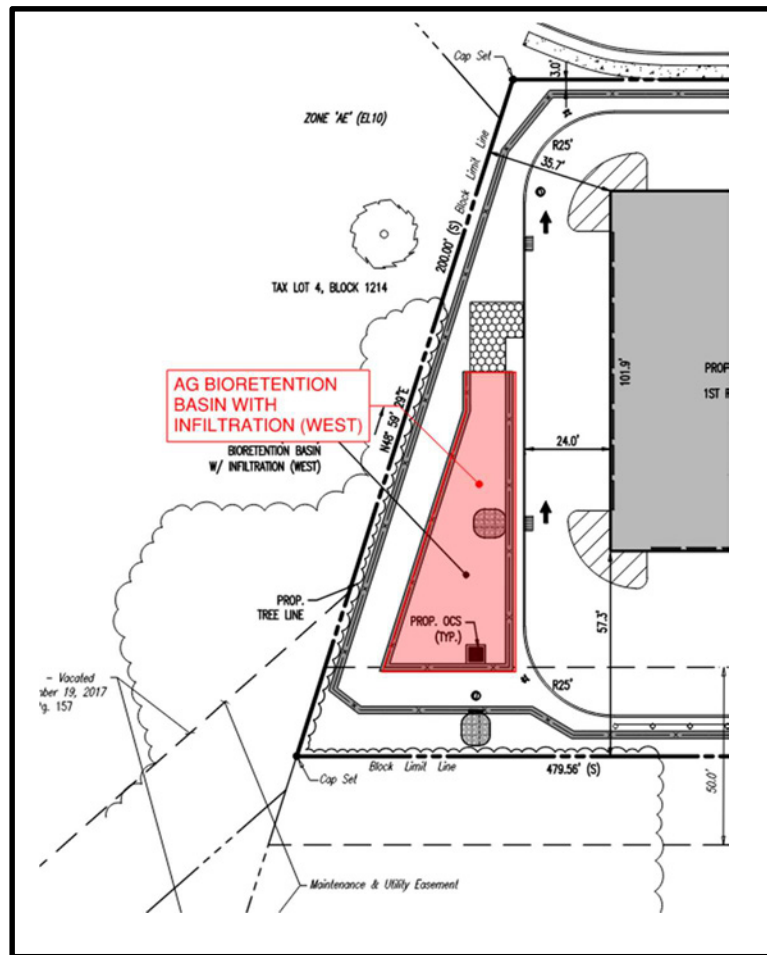 Cap Set
3.0'
ZONE "AE" (EL10)
R25'
35.7'
Block Limit Line
200.00' (S)
TAX LOT 4, BLOCK 1214
PROP
1ST F
101.9'
AG BIORETENTION
BASIN WITH
INFILTRATION (WEST)
N48° 59' 29"E
BIORETENTION BASIN
W/ INFILTRATION (WEST)
24.0'
PROP.
TREE LINE
PROP. OCS
(TYP.)
57.3'
- Vacated
ber 19, 2017
g. 157
R25'
Cap Set
Block Limit Line
479.56' (S)
50.0'
Maintenance & Utility Easement